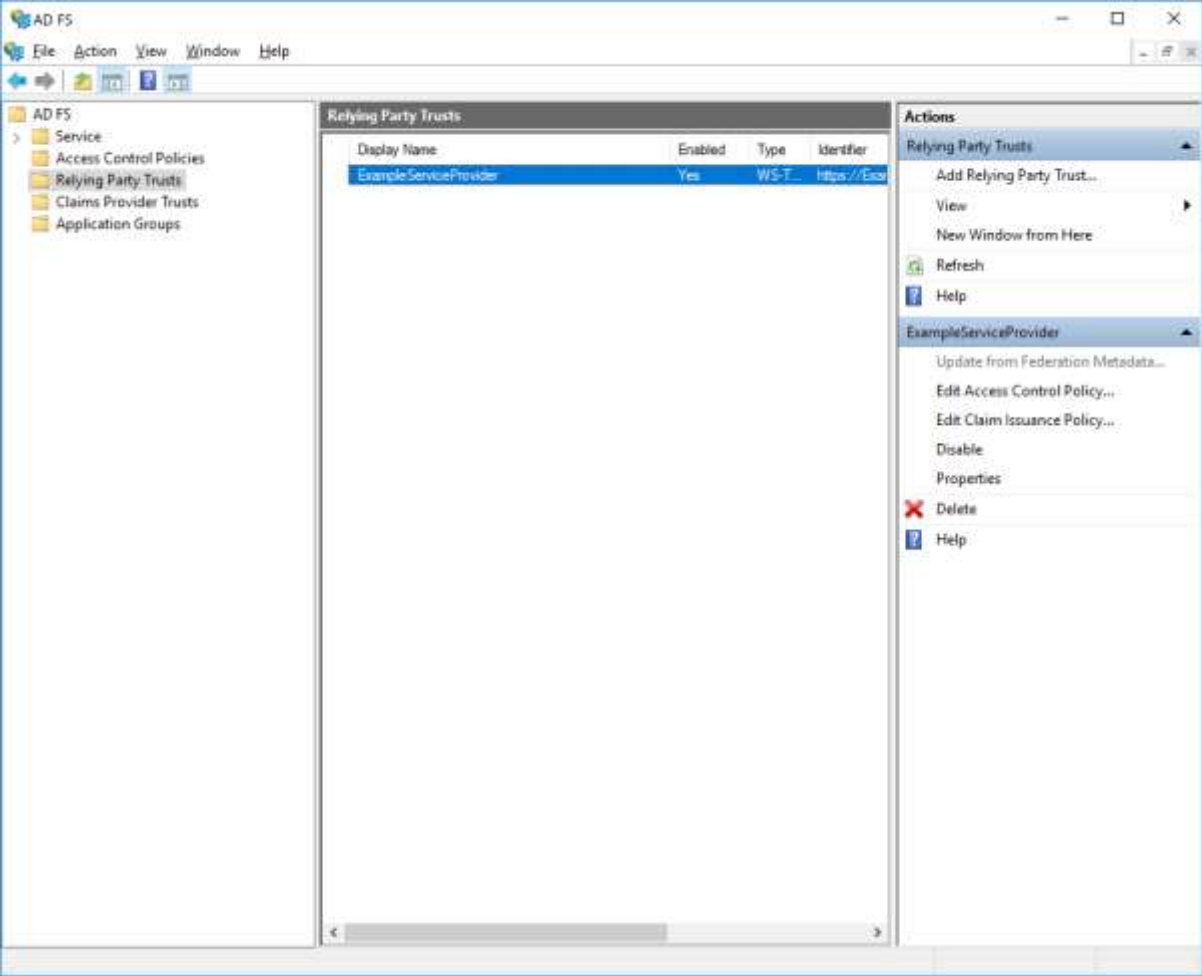 AD FS
File Action View Window Help
AD FS
Service
Access Control Policies
Relying Party Trusts
Claims Provider Trusts
Application Groups
Relying Party Trusts
Display Name Enabled Type Identifier
ExampleServiceProvider Yes WS-T... https://Exar
Actions
Relying Party Trusts
Add Relying Party Trust...
View
New Window from Here
Refresh
Help
ExampleServiceProvider
Update from Federation Metadata...
Edit Access Control Policy...
Edit Claim Issuance Policy...
Disable
Properties
Delete
Help